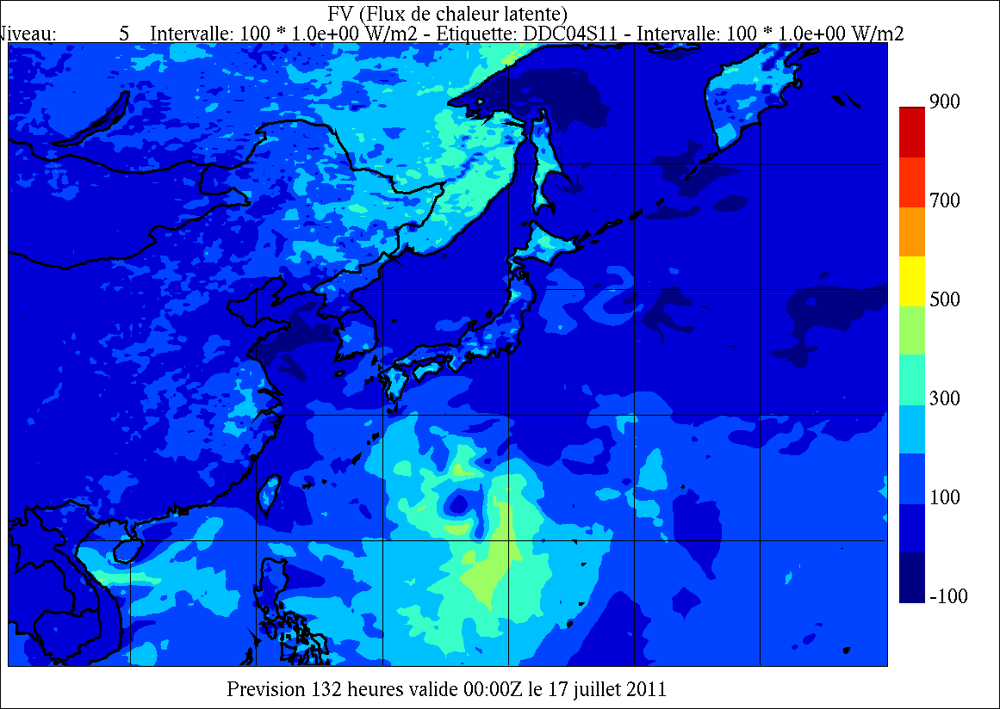 FV (Flux de chaleur latente)
Niveau: 5 Intervalle: 100 * 1.0e+00 W/m2 - Etiquette: DDC04S11 - Intervalle: 100 * 1.0e+00 W/m2
900
700
500
300
100
-100
Prevision 132 heures valide 00:00Z le 17 juillet 2011